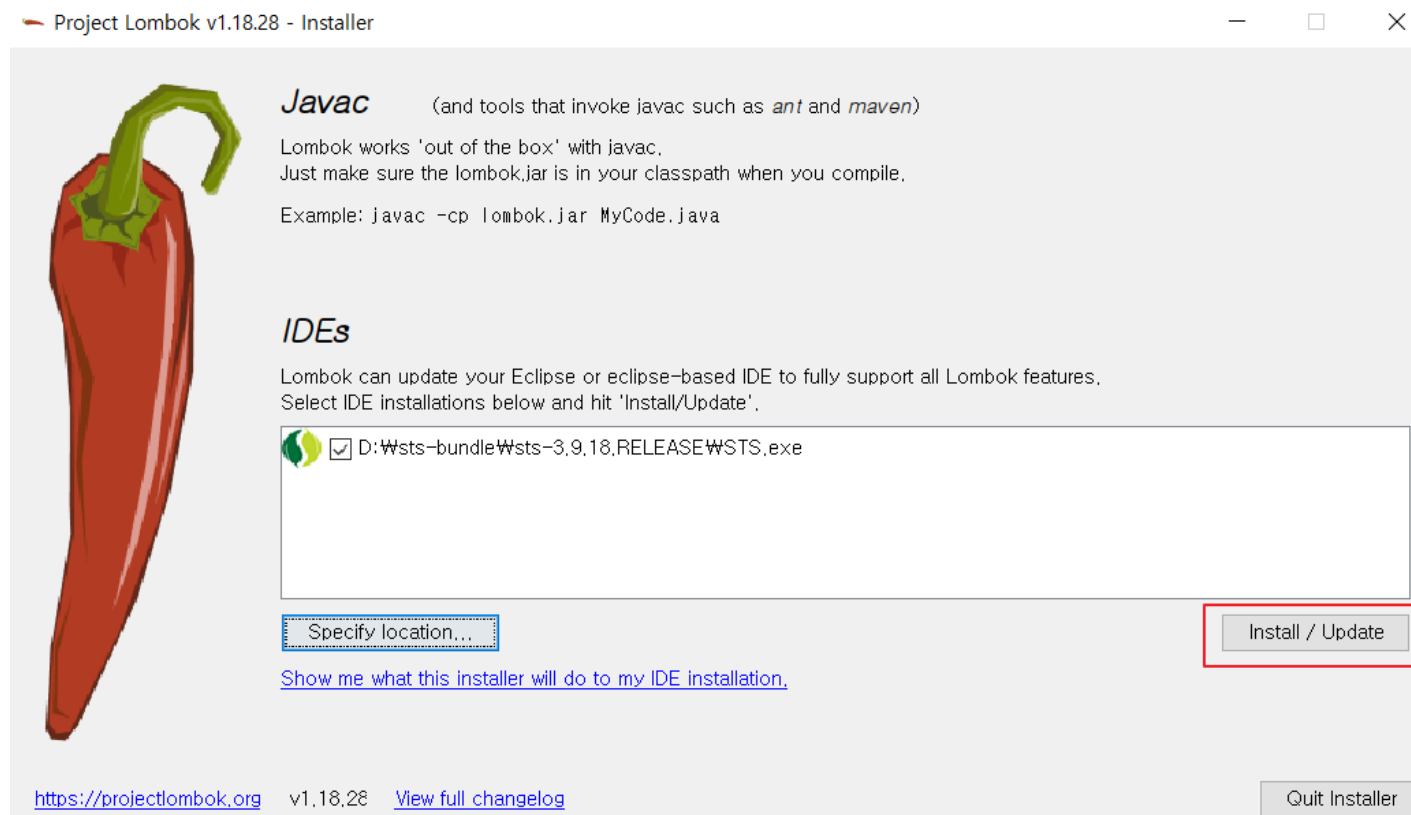 Project Lombok v1.18.28 - Installer
Javac (and tools that invoke javac such as ant and maven)
Lombok works 'out of the box' with javac.
Just make sure the lombok.jar is in your classpath when you compile.
Example: javac -cp lombok.jar MyCode.java
IDEs
Lombok can update your Eclipse or eclipse-based IDE to fully support all Lombok features.
Select IDE installations below and hit 'Install/Update'.
D:₩sts-bundle₩sts-3.9.18.RELEASE₩STS.exe
Specify location...
Install / Update
Show me what this installer will do to my IDE installation.
https://projectlombok.org v1.18.28 View full changelog
Quit Installer